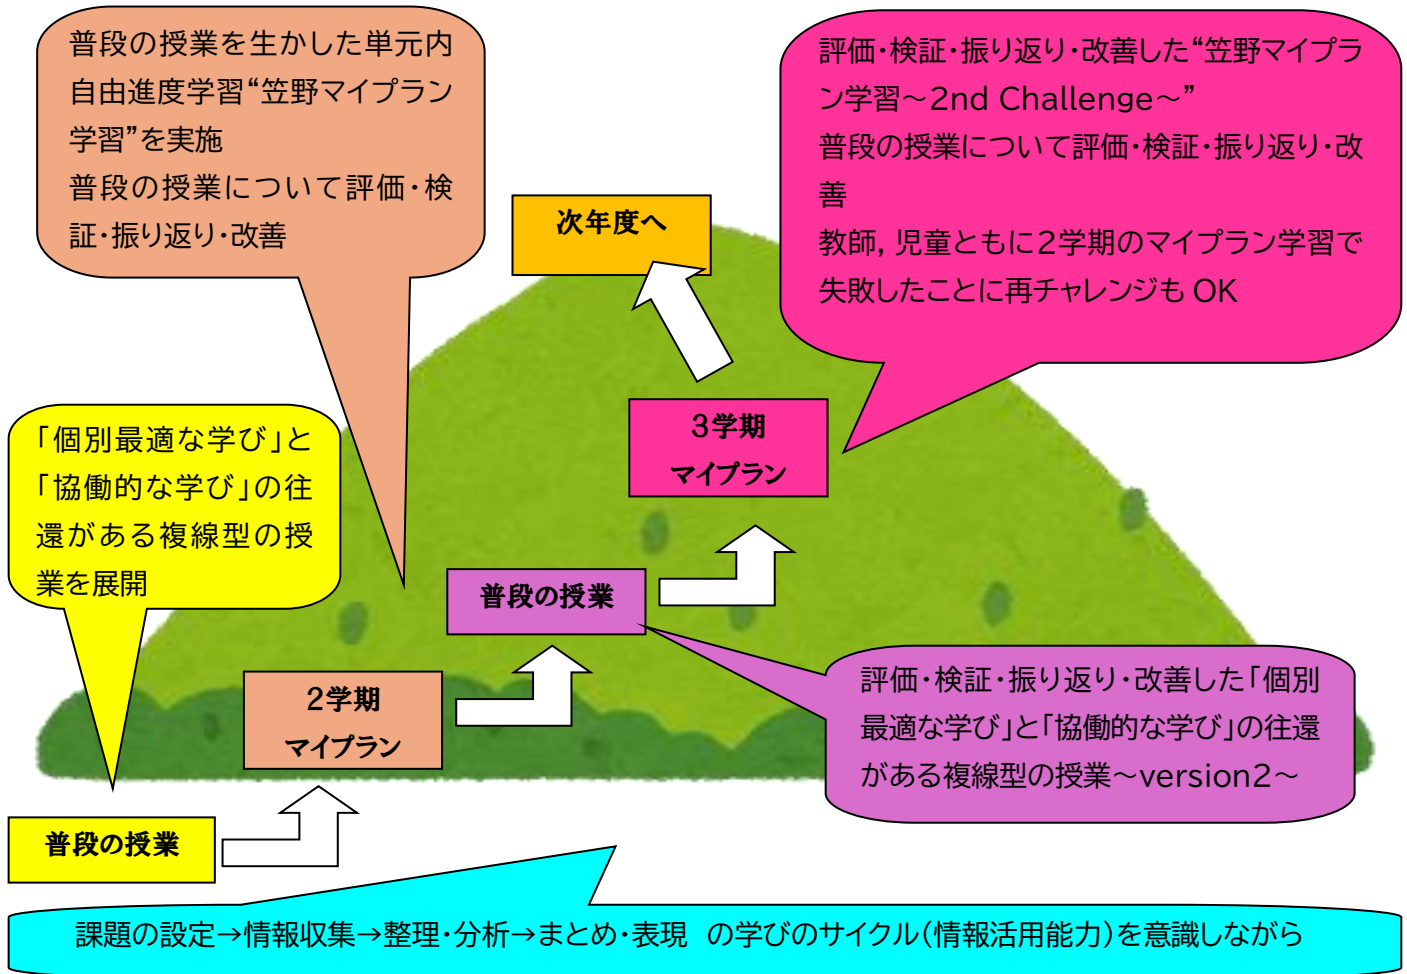 普段の授業を生かした単元内
自由進度学習“笠野マイプラン
学習”を実施
普段の授業について評価・検
証・振り返り・改善
評価・検証・振り返り・改善した“笠野マイプラ
ン学習～2nd Challenge～”
普段の授業について評価・検証・振り返り・改
善
教師，児童ともに２学期のマイプラン学習で
失敗したことに再チャレンジも OK
次年度へ
３学期
マイプラン
「個別最適な学び」と
「協働的な学び」の往
還がある複線型の授
業を展開
普段の授業
評価・検証・振り返り・改善した「個別
最適な学び」と「協働的な学び」の往還
がある複線型の授業～version2～
２学期
マイプラン
普段の授業
課題の設定→情報収集→整理・分析→まとめ・表現　の学びのサイクル（情報活用能力）を意識しながら